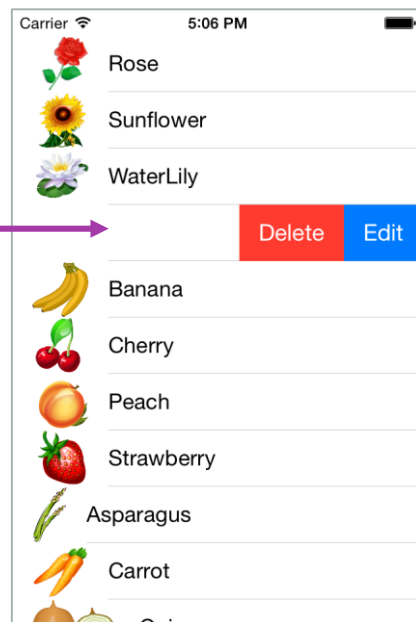 Carrier 5:06 PM
Rose
Sunflower
WaterLily
Delete Edit
Banana
Cherry
Peach
Strawberry
Asparagus
Carrot